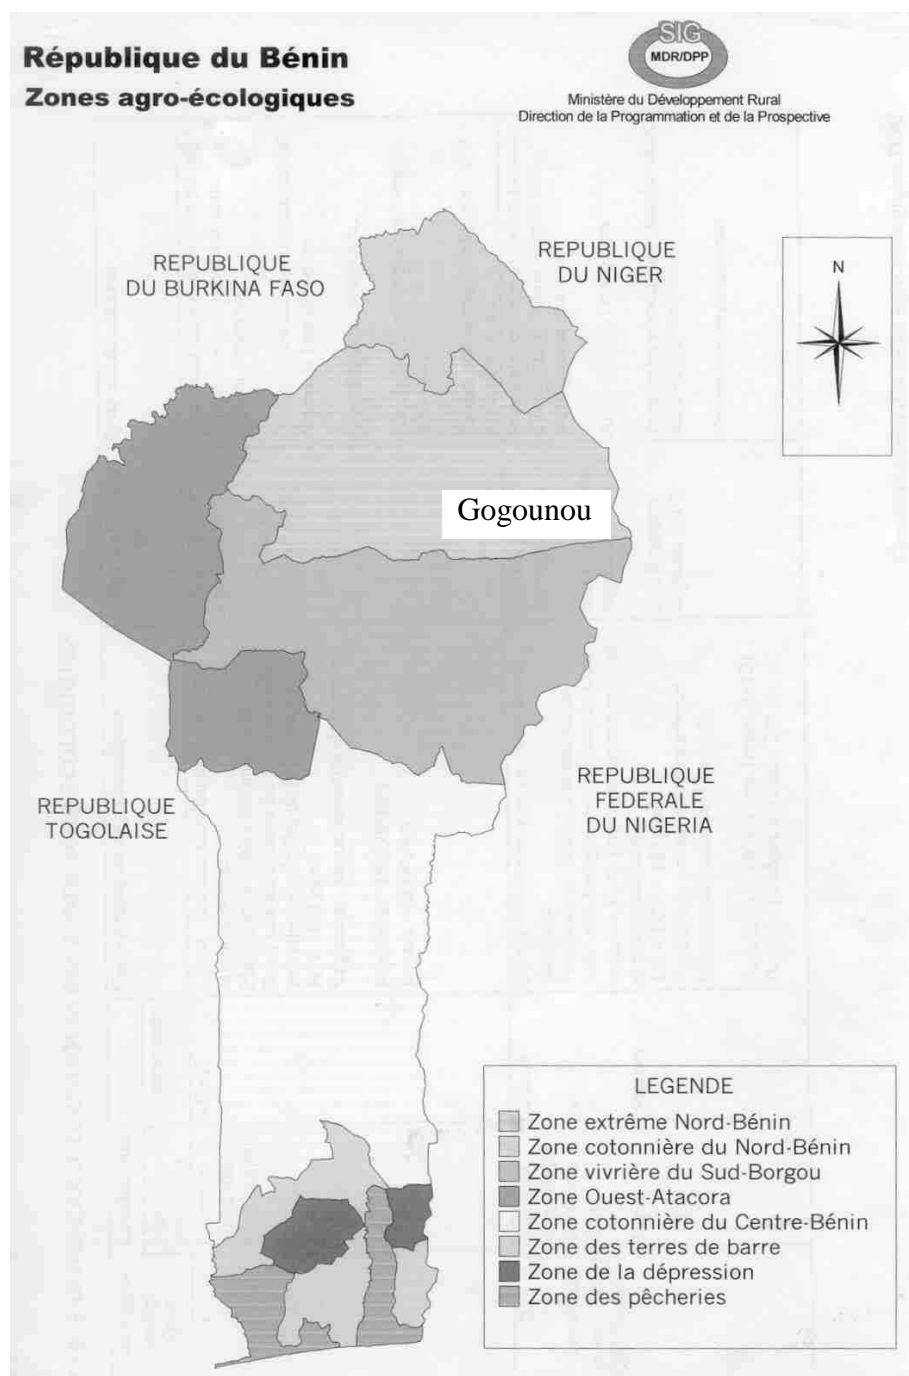 République du Bénin
Zones agro-écologiques
SIG
MDR/DPP
Ministère du Développement Rural
Direction de la Programmation et de la Prospective
REPUBLIQUE
DU BURKINA FASO
REPUBLIQUE
DU NIGER
N
Gogounou
REPUBLIQUE
TOGOLAISE
REPUBLIQUE
FEDERALE
DU NIGERIA
LEGENDE
Zone extrême Nord-Bénin
Zone cotonnière du Nord-Bénin
Zone vivrière du Sud-Borgou
Zone Ouest-Atacora
Zone cotonnière du Centre-Bénin
Zone des terres de barre
Zone de la dépression
Zone des pêcheries